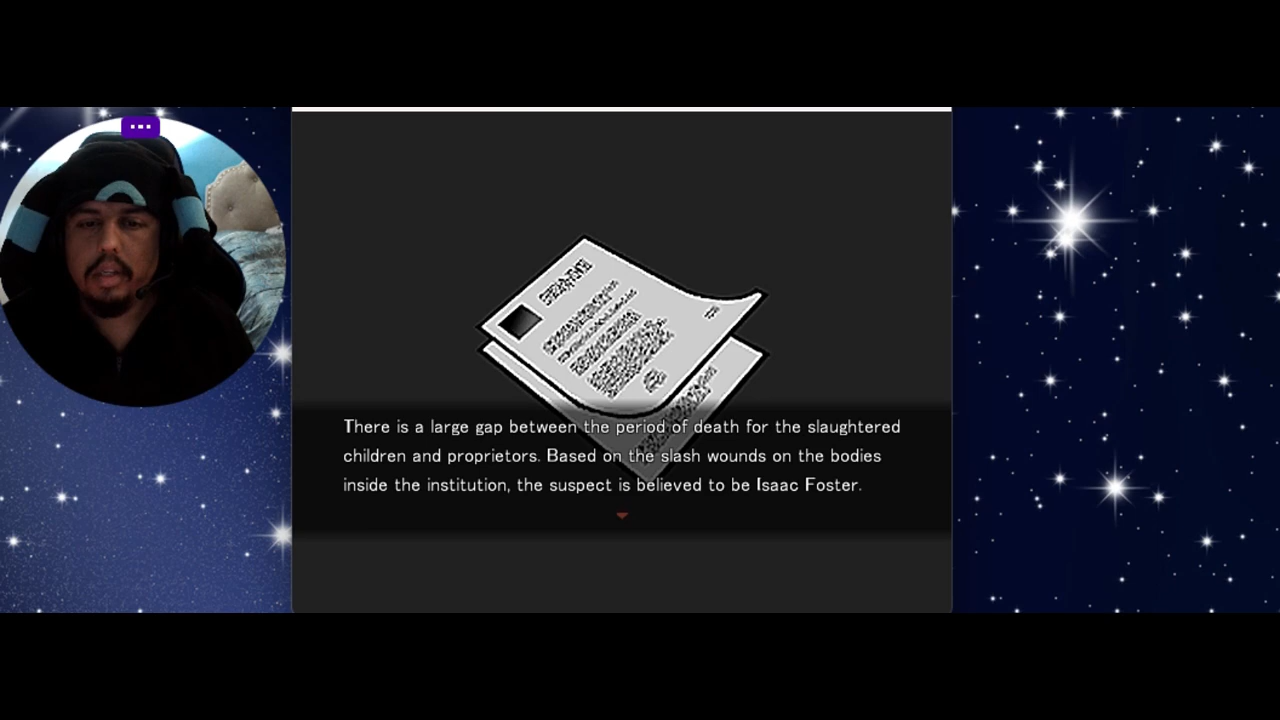 There is a large gap between the period of death for the slaughtered
children and proprietors. Based on the slash wounds on the bodies
inside the institution, the suspect is believed to be Isaac Foster.